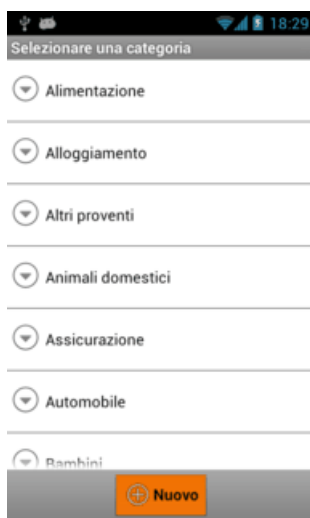 18:29
Selezionare una categoria
Alimentazione
Alloggiamento
Altri proventi
Animali domestici
Assicurazione
Automobile
Bambini
Nuovo